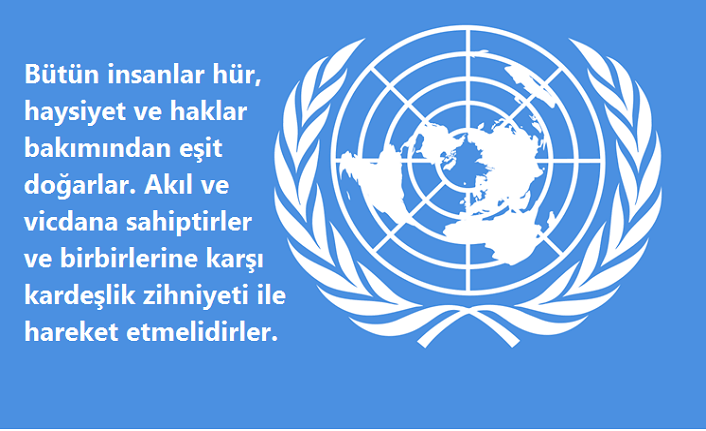 Bütün insanlar hür,
haysiyet ve haklar
bakımından eşit
doğarlar. Akıl ve
vicdana sahiptirler
ve birbirlerine karşı
kardeşlik zihniyeti ile
hareket etmelidirler.